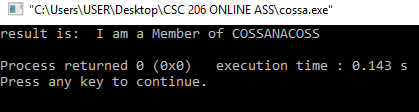 "C:\Users\USER\Desktop\CSC 206 ONLINE ASS\cossa.exe"
result is:  I am a Member of COSSANACOSS
Process returned 0 (0x0)   execution time : 0.143 s
Press any key to continue.